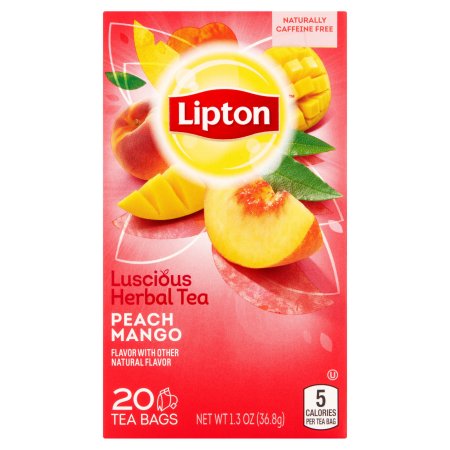 NATURALLY
CAFFEINE FREE
Lipton
TM
Luscious
Herbal Tea
PEACH
MANGO
FLAVOR WITH OTHER
NATURAL FLAVOR
20
TEA BAGS
NET WT 1.3 OZ (36.8g)
U
5
CALORIES
PER TEA BAG